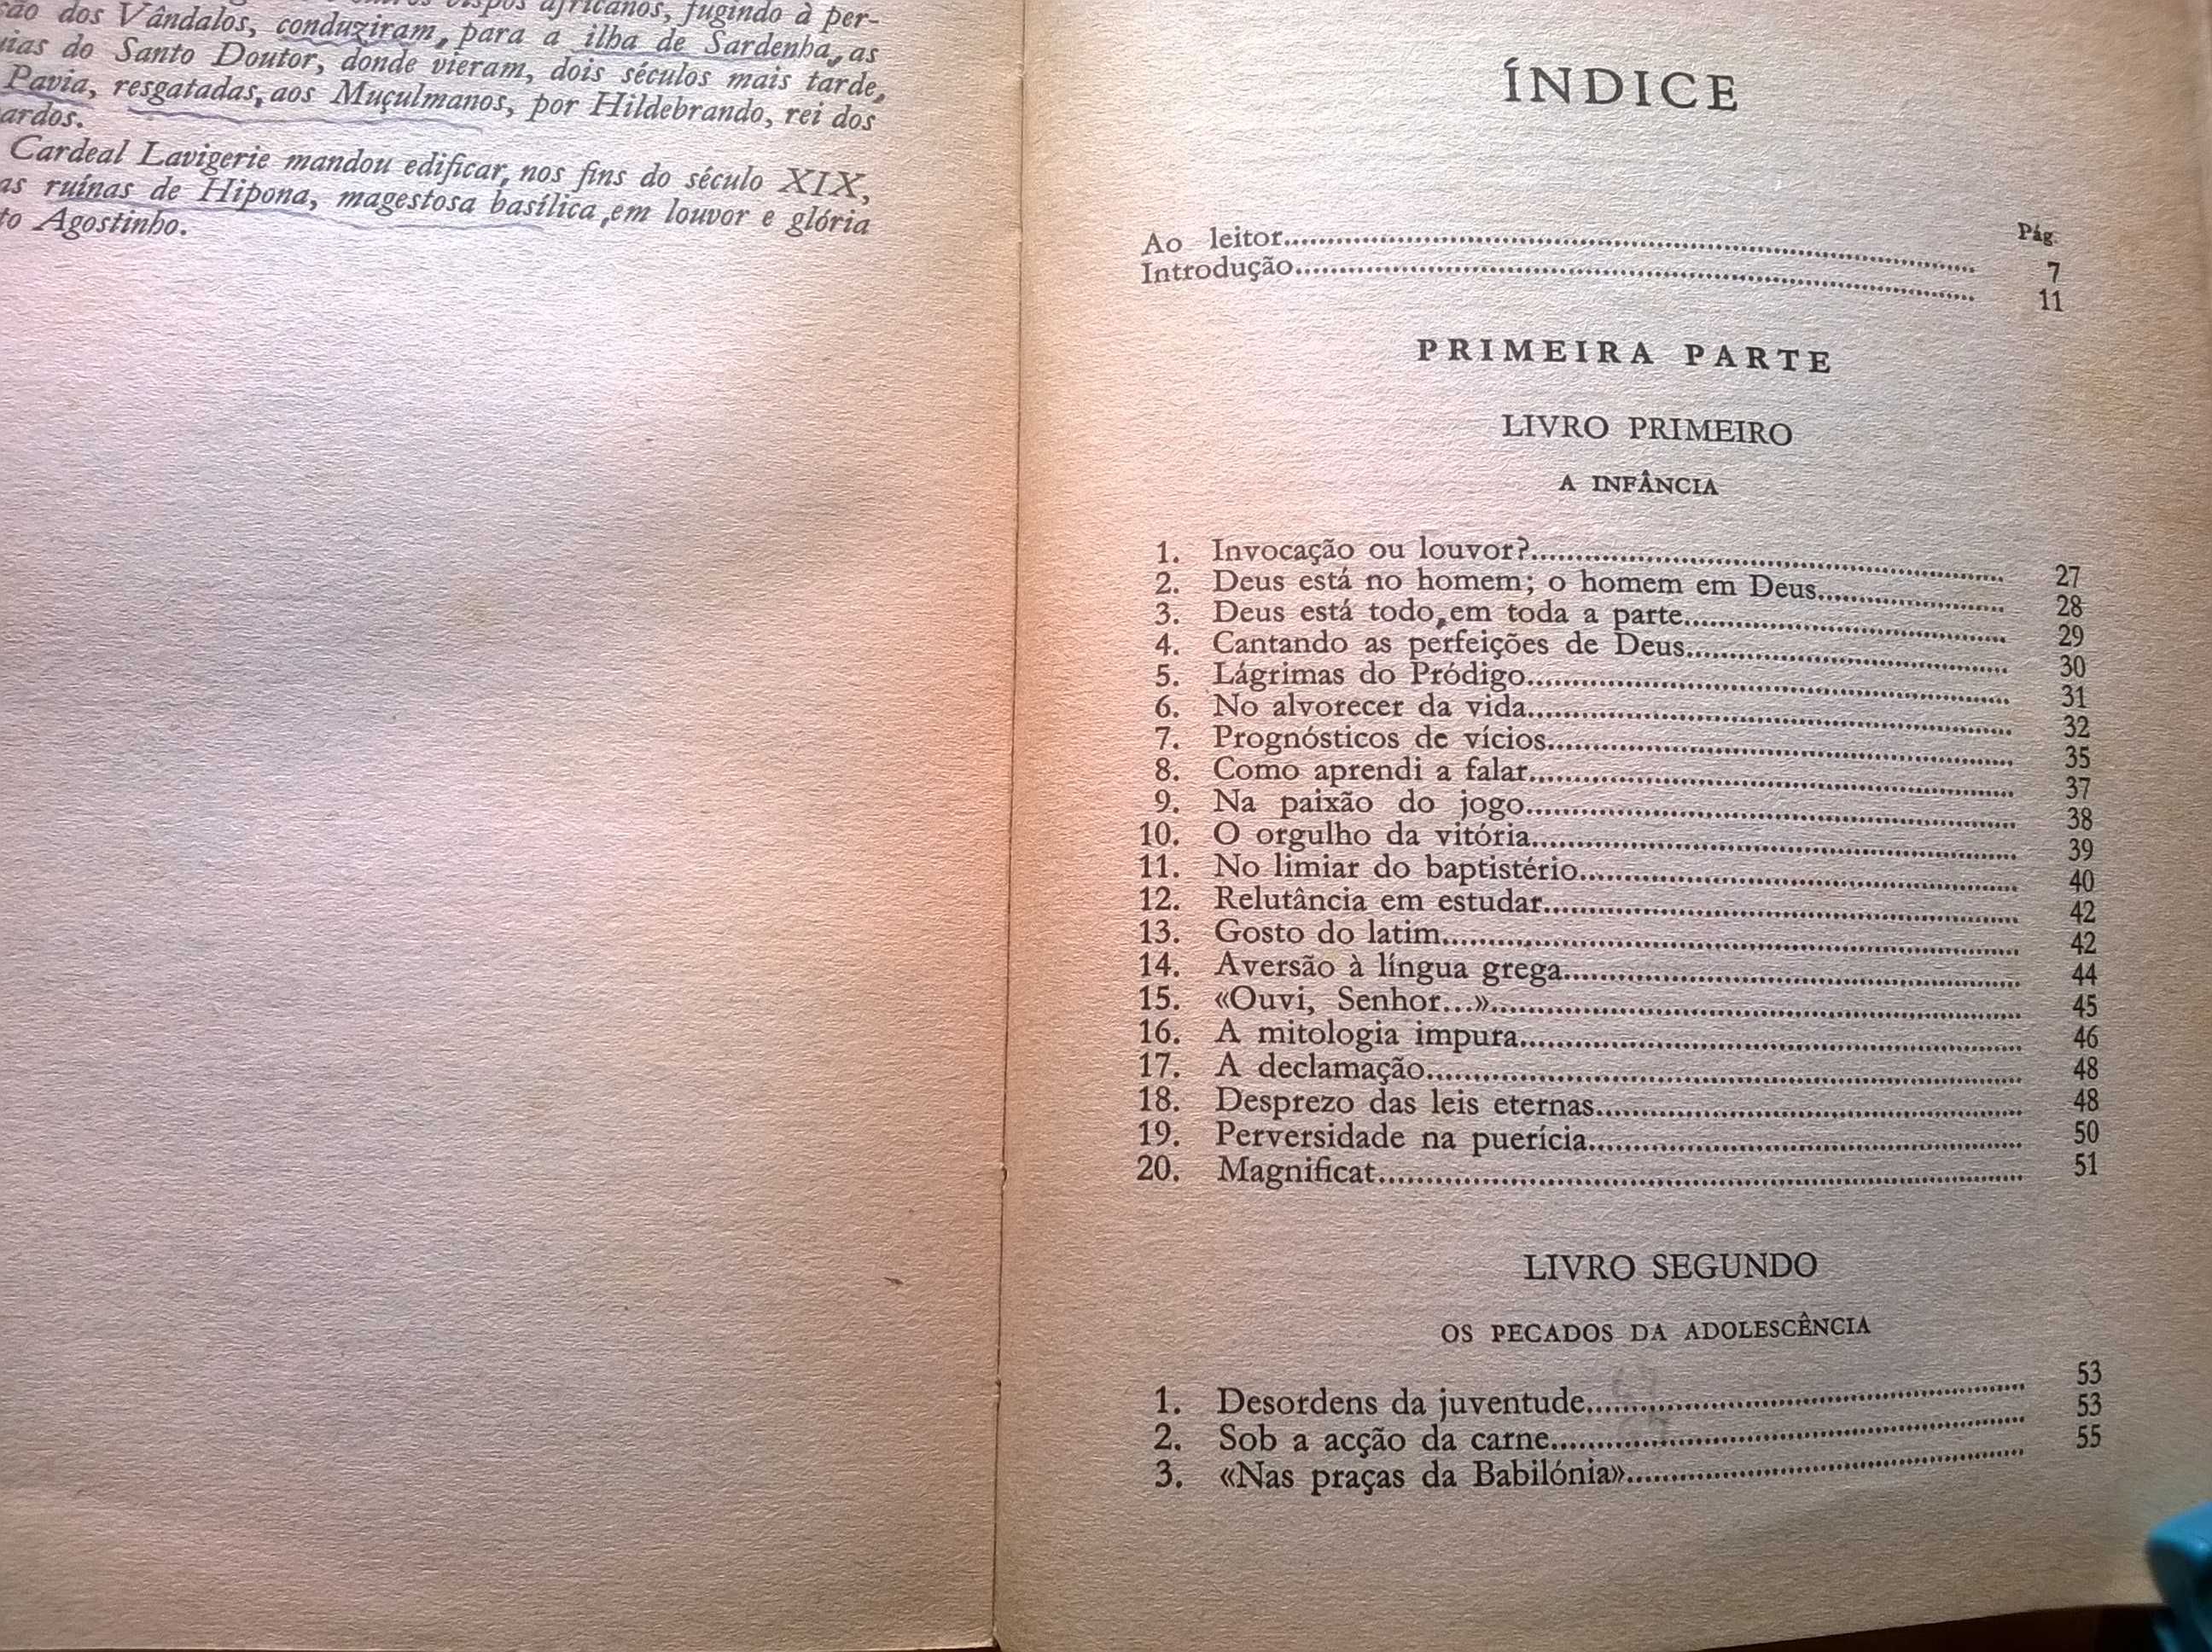 africanos, fugindo à per-
dos Vândalos, conduziram, para a ilha de Sardenha, as
do Santo Doutor, donde vieram, dois séculos mais tarde,
Pavia, resgatadas, aos Muçulmanos, por Hildebrando, rei dos
ardos.
Cardeal Lavigerie mandou edificar, nos fins do século XIX,
as ruínas de Hipona, magestosa basílica, em louvor e glória
to Agostinho.
ÍNDICE
Pág.
Ao leitor 7
Introdução 11
PRIMEIRA PARTE
LIVRO PRIMEIRO
A INFÂNCIA
1. Invocação ou louvor? 27
2. Deus está no homem; o homem em Deus 28
3. Deus está todo, em toda a parte 29
4. Cantando as perfeições de Deus 30
5. Lágrimas do Pródigo 31
6. No alvorecer da vida 32
7. Prognósticos de vícios 35
8. Como aprendi a falar 37
9. Na paixão do jogo 38
10. O orgulho da vitória 39
11. No limiar do baptistério 40
12. Relutância em estudar 42
13. Gosto do latim 42
14. Aversão à língua grega 44
15. «Ouvi, Senhor...» 45
16. A mitologia impura 46
17. A declamação 48
18. Desprezo das leis eternas 48
19. Perversidade na puerícia 50
20. Magnificat 51
LIVRO SEGUNDO
OS PECADOS DA ADOLESCÊNCIA
1. Desordens da juventude 53
2. Sob a acção da carne 53
3. «Nas praças da Babilónia» 55